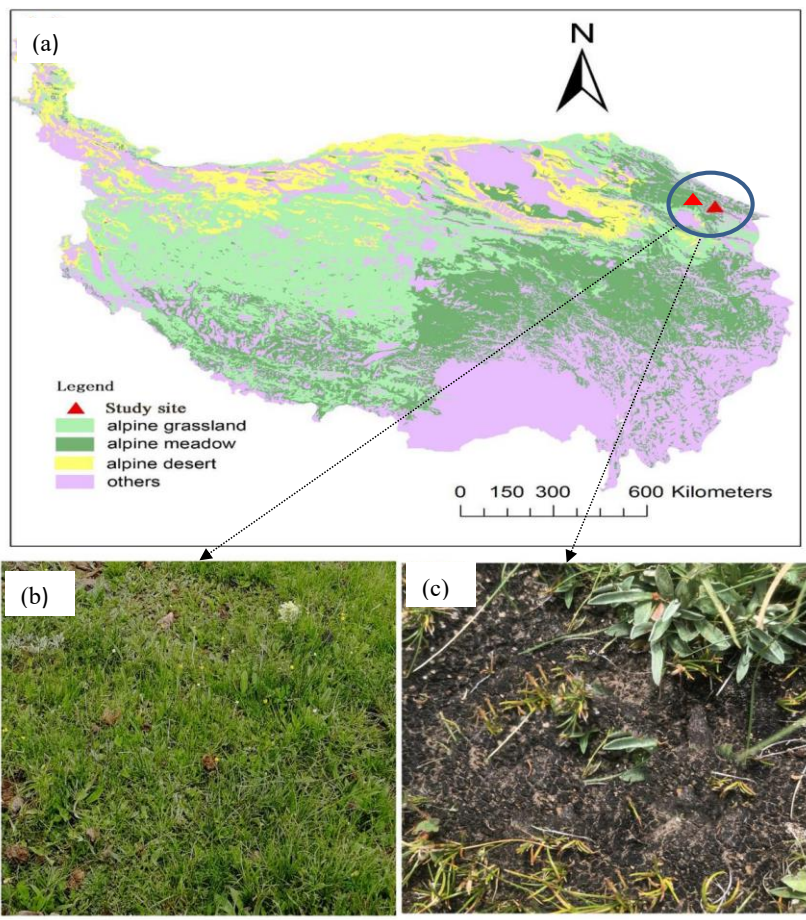 (a)
N
Legend
Study site
alpine grassland
alpine meadow
alpine desert
others
0 150 300 600 Kilometers
(b)
(c)